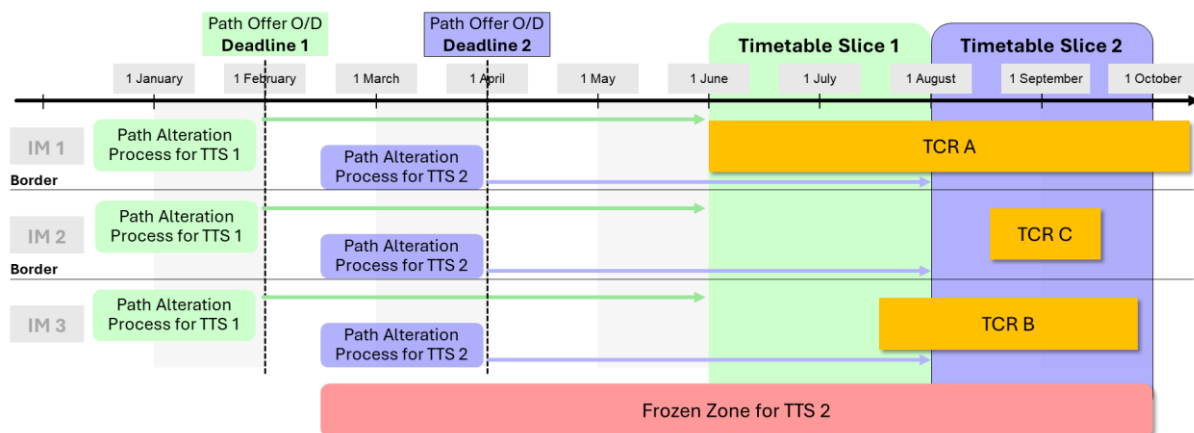 Path Offer O/D
Deadline 1
Path Offer O/D
Deadline 2
Timetable Slice 1
Timetable Slice 2
1 January
1 February
1 March
1 April
1 May
1 June
1 July
1 August
1 September
1 October
IM 1
Path Alteration
Process for TTS 1
Path Alteration
Process for TTS 2
TCR A
Border
IM 2
Path Alteration
Process for TTS 1
Path Alteration
Process for TTS 2
TCR C
Border
IM 3
Path Alteration
Process for TTS 1
Path Alteration
Process for TTS 2
TCR B
Frozen Zone for TTS 2